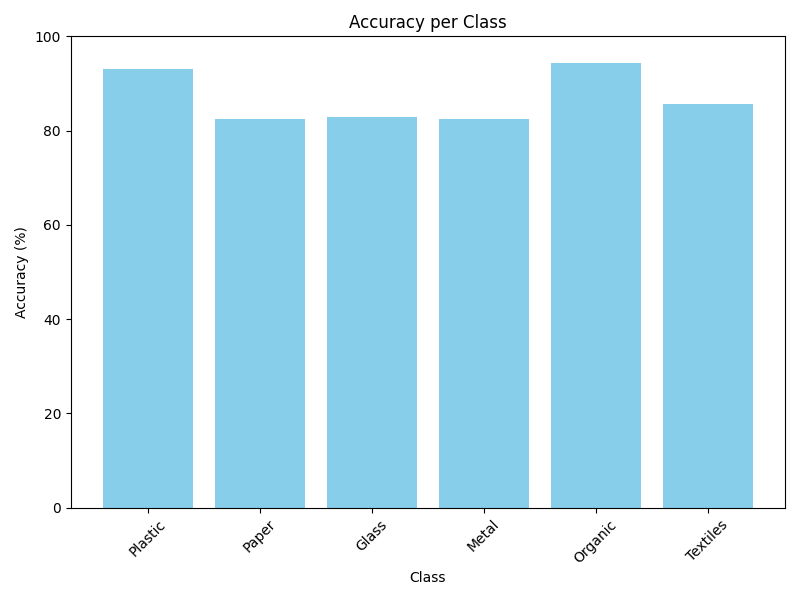 Accuracy per Class
Accuracy (%)
100
80
60
40
20
0
Plastic
Paper
Glass
Metal
Organic
Textiles
Class